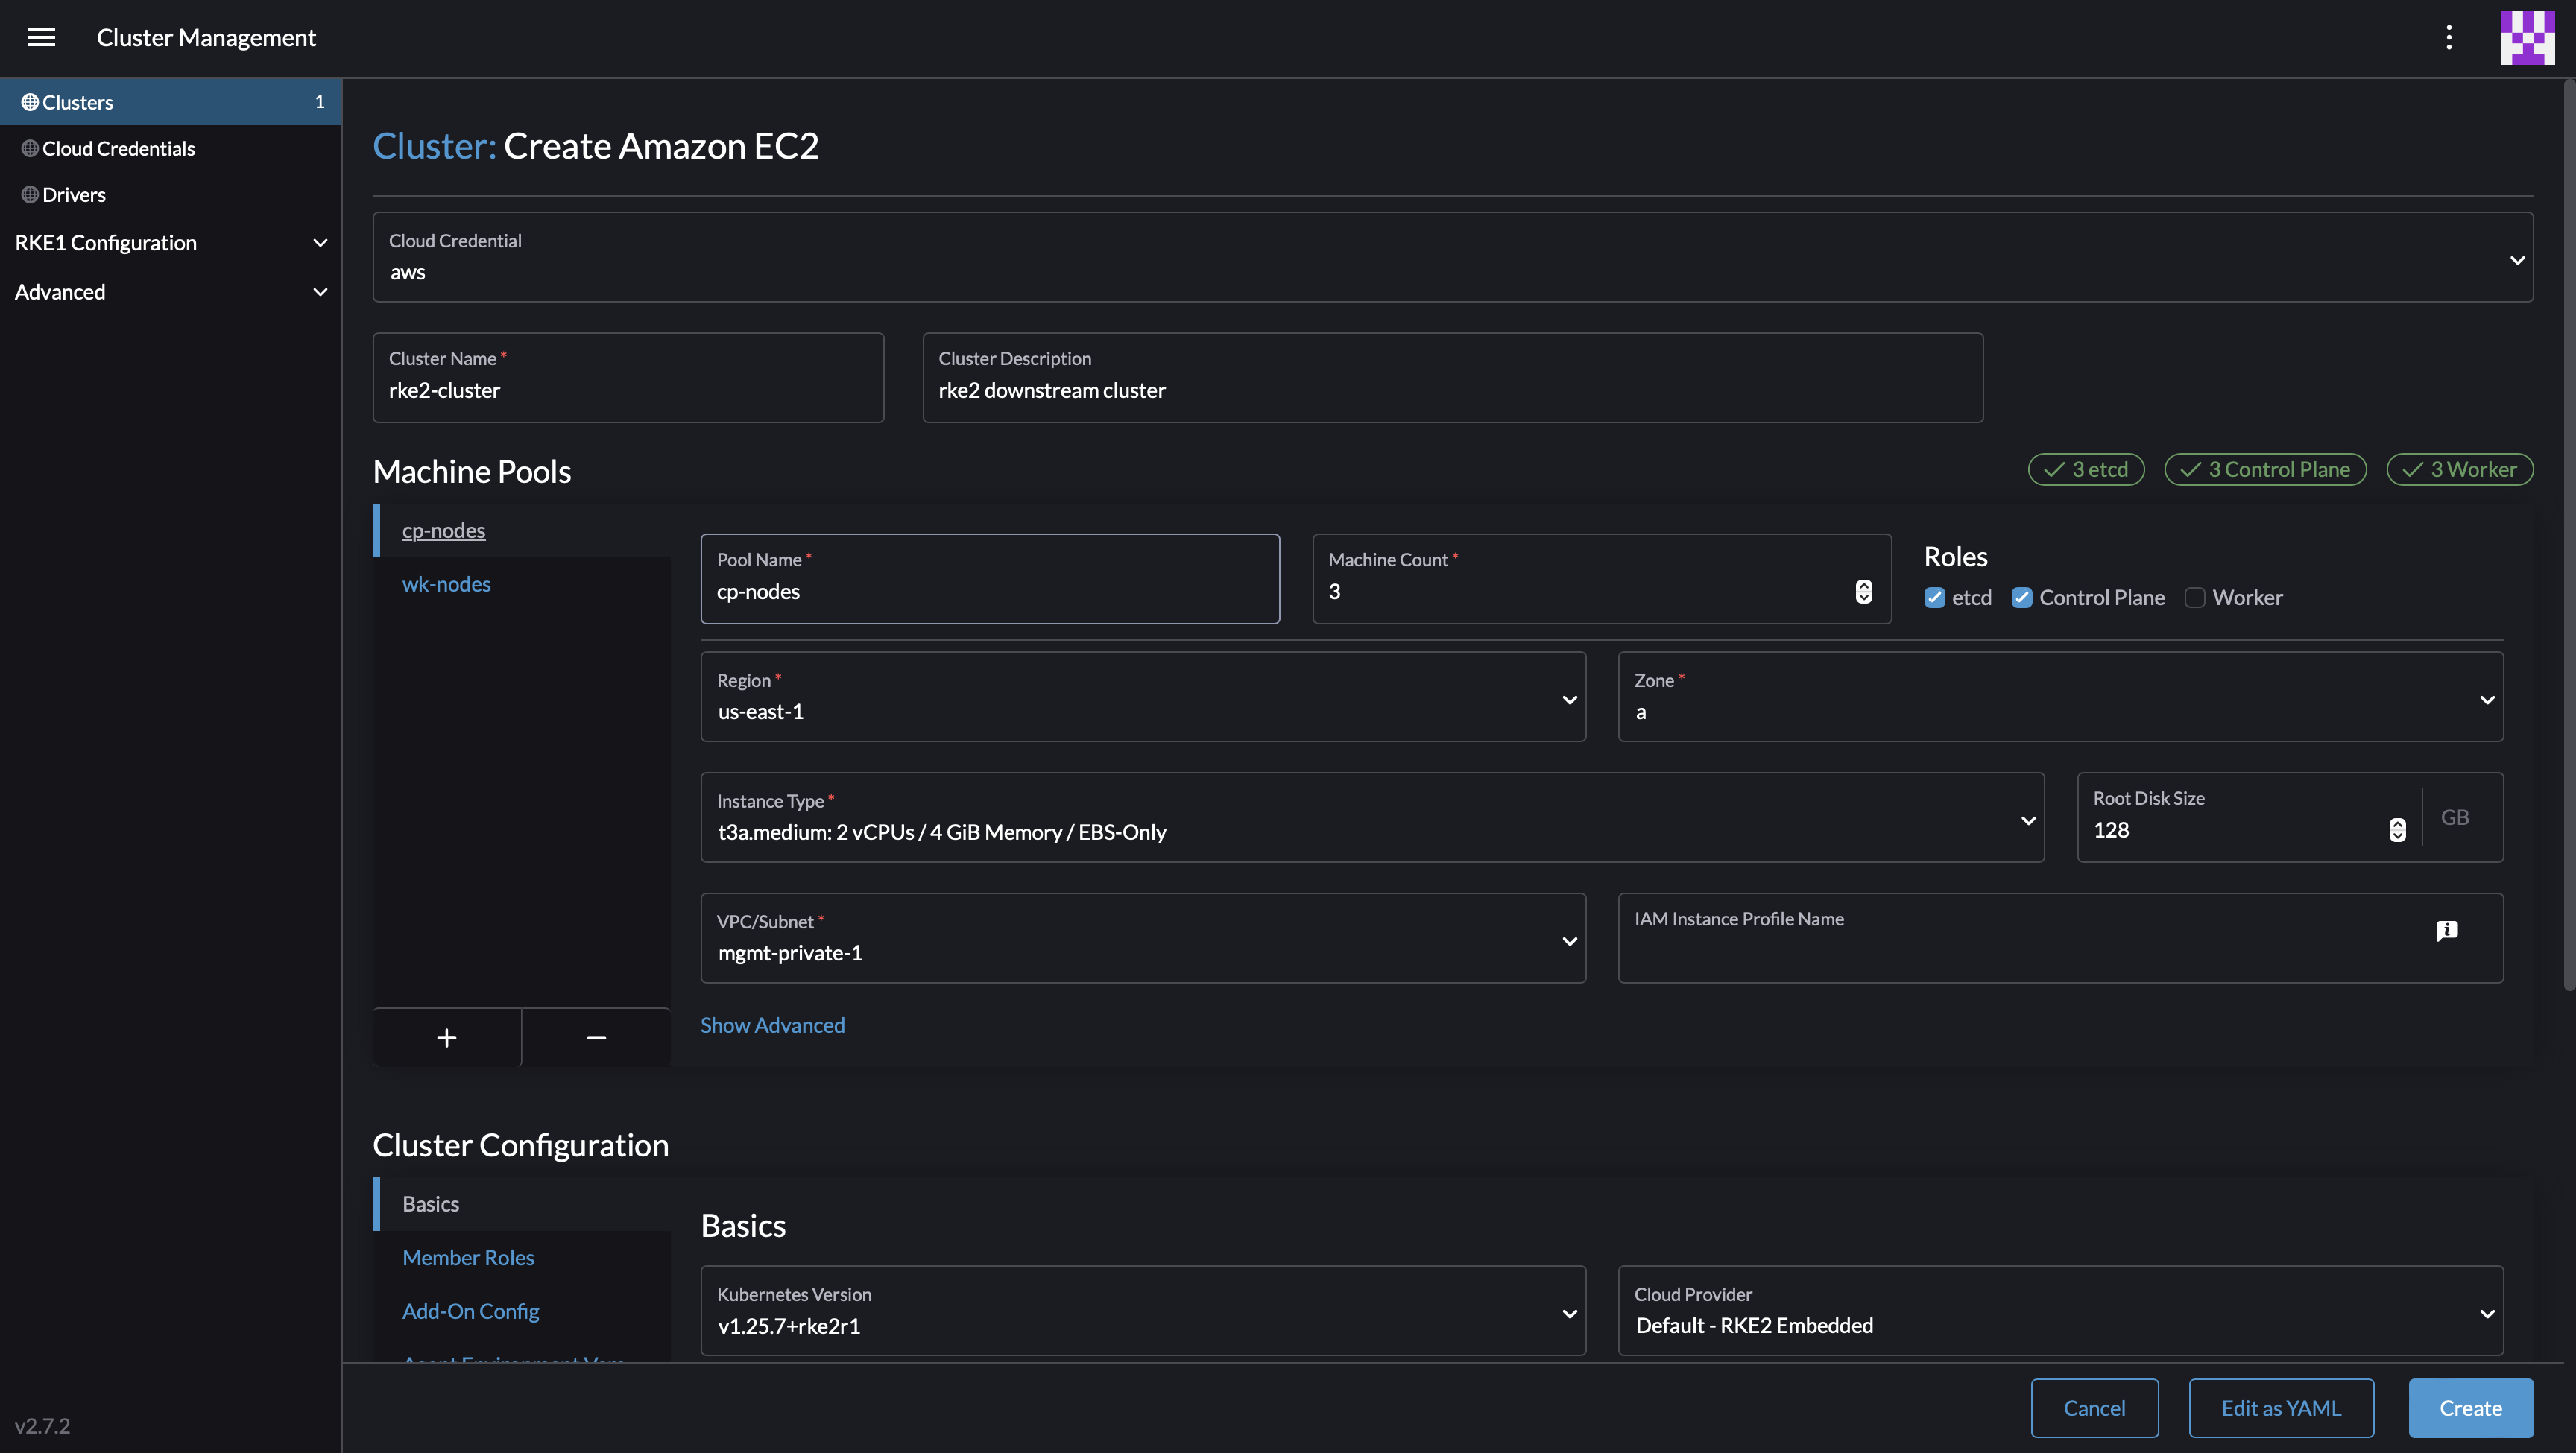 Cluster Management
Clusters 1
Cloud Credentials
Drivers
RKE1 Configuration
Advanced
v2.7.2
Cluster: Create Amazon EC2
Cloud Credential
aws
Cluster Name *
rke2-cluster
Cluster Description
rke2 downstream cluster
Machine Pools
3 etcd
3 Control Plane
3 Worker
cp-nodes
wk-nodes
Pool Name *
cp-nodes
Machine Count *
3
Roles
etcd Control Plane Worker
Region *
us-east-1
Zone *
a
Instance Type *
t3a.medium: 2 vCPUs / 4 GiB Memory / EBS-Only
Root Disk Size
128
GB
VPC/Subnet *
mgmt-private-1
IAM Instance Profile Name
Show Advanced
Cluster Configuration
Basics
Member Roles
Add-On Config
Basics
Kubernetes Version
v1.25.7+rke2r1
Cloud Provider
Default - RKE2 Embedded
Cancel
Edit as YAML
Create